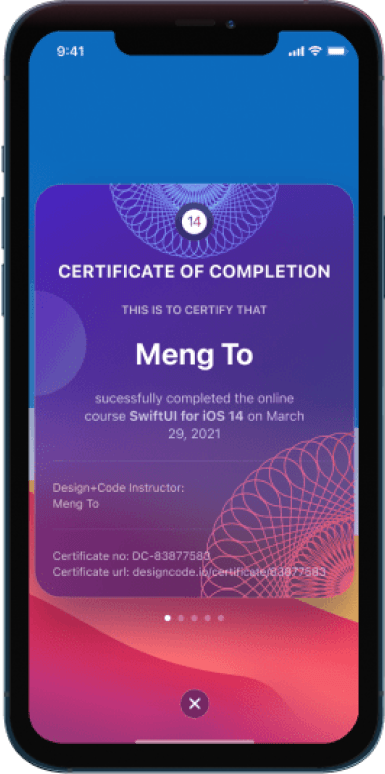 9:41
14
CERTIFICATE OF COMPLETION
THIS IS TO CERTIFY THAT
Meng To
sucessfully completed the online
course SwiftUI for iOS 14 on March
29, 2021
Design+Code Instructor:
Meng To
Certificate no: DC-83877583
Certificate url: designcode.io/certificate/83877583